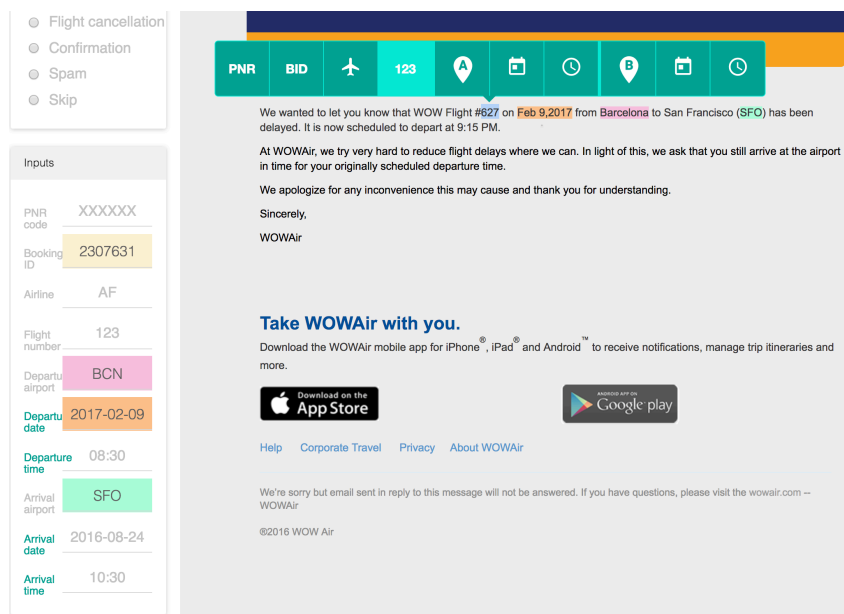 Flight cancellation
Confirmation
Spam
Skip
Inputs
PNR code
XXXXXX
Booking ID
2307631
Airline
AF
Flight number
123
Departu airport
BCN
Departu date
2017-02-09
Departure time
08:30
Arrival airport
SFO
Arrival date
2016-08-24
Arrival time
10:30
PNR
BID
123
A
B
We wanted to let you know that WOW Flight #627 on Feb 9,2017 from Barcelona to San Francisco (SFO) has been
delayed. It is now scheduled to depart at 9:15 PM.
At WOWAir, we try very hard to reduce flight delays where we can. In light of this, we ask that you still arrive at the airport
in time for your originally scheduled departure time.
We apologize for any inconvenience this may cause and thank you for understanding.
Sincerely,
WOWAir
Take WOWAir with you.
Download the WOWAir mobile app for iPhone®, iPad® and Android™ to receive notifications, manage trip itineraries and
more.
Download on the
App Store
ANDROID APP ON
Google play
Help Corporate Travel Privacy About WOWAir
We're sorry but email sent in reply to this message will not be answered. If you have questions, please visit the wowair.com --
WOWAir
®2016 WOW Air